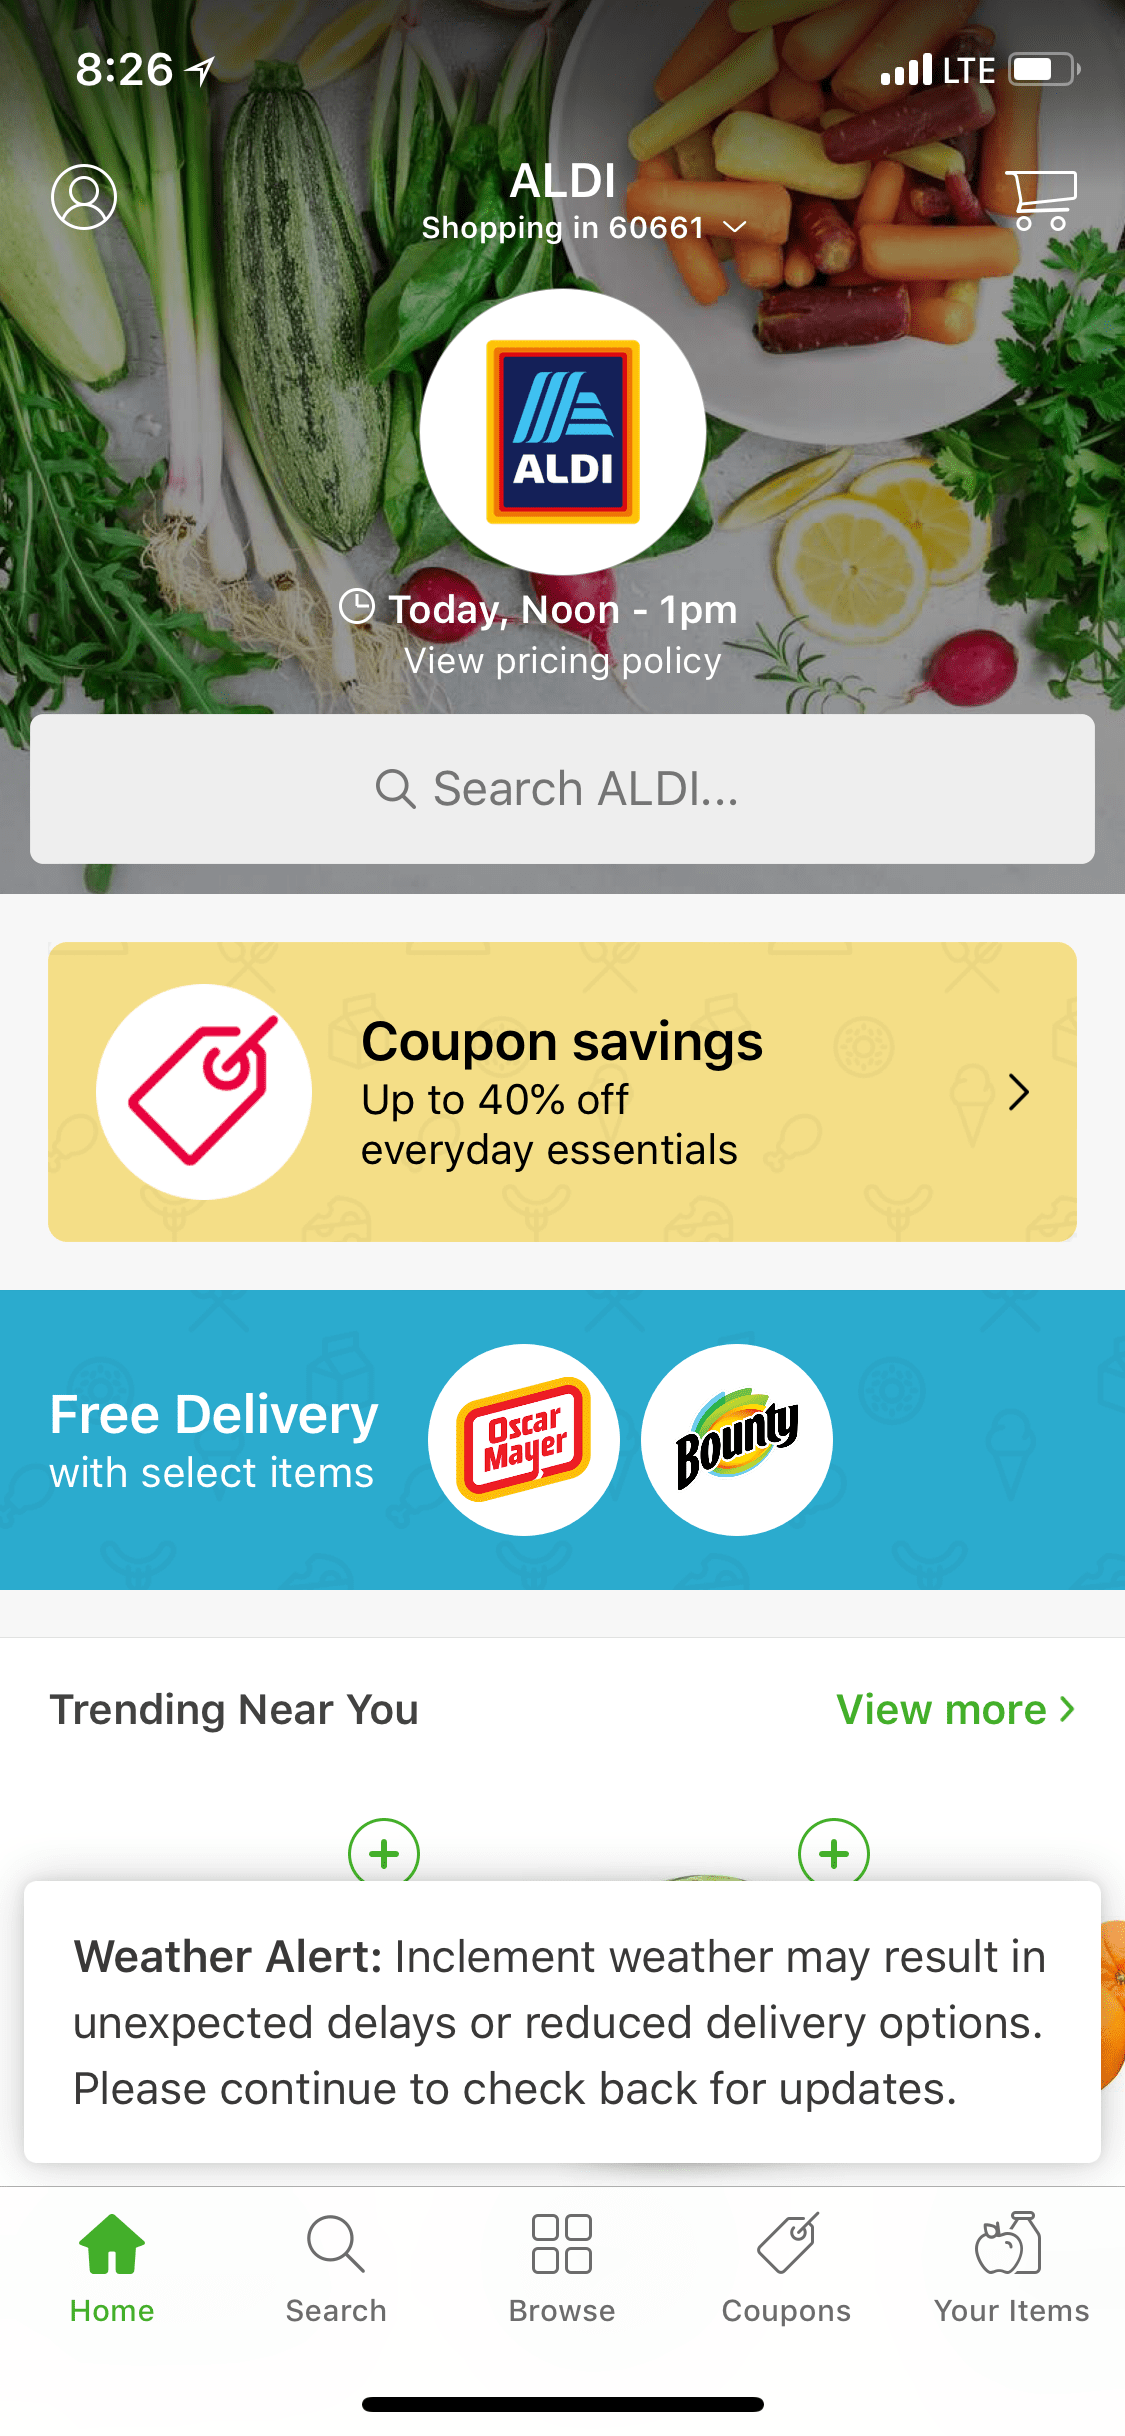 8:26
LTE
ALDI
Shopping in 60661
ALDI
Today, Noon - 1pm
View pricing policy
Search ALDI...
Coupon savings
Up to 40% off
everyday essentials
Free Delivery
with select items
Oscar
Mayer
Bounty
Trending Near You
View more
Weather Alert: Inclement weather may result in
unexpected delays or reduced delivery options.
Please continue to check back for updates.
Home
Search
Browse
Coupons
Your Items